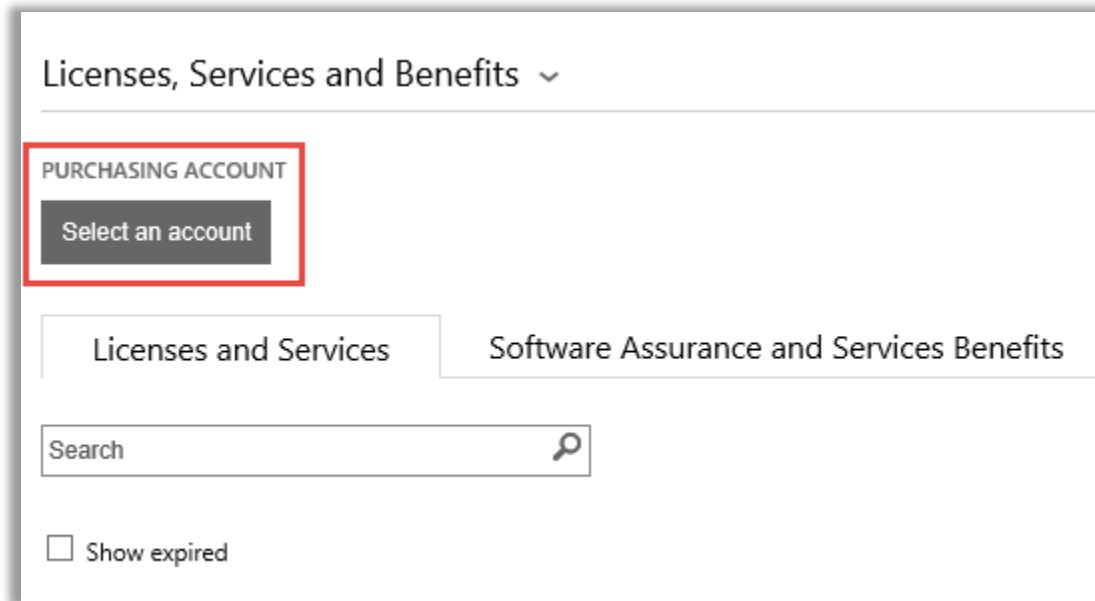 Licenses, Services and Benefits
PURCHASING ACCOUNT
Select an account
Licenses and Services
Software Assurance and Services Benefits
Search
Show expired